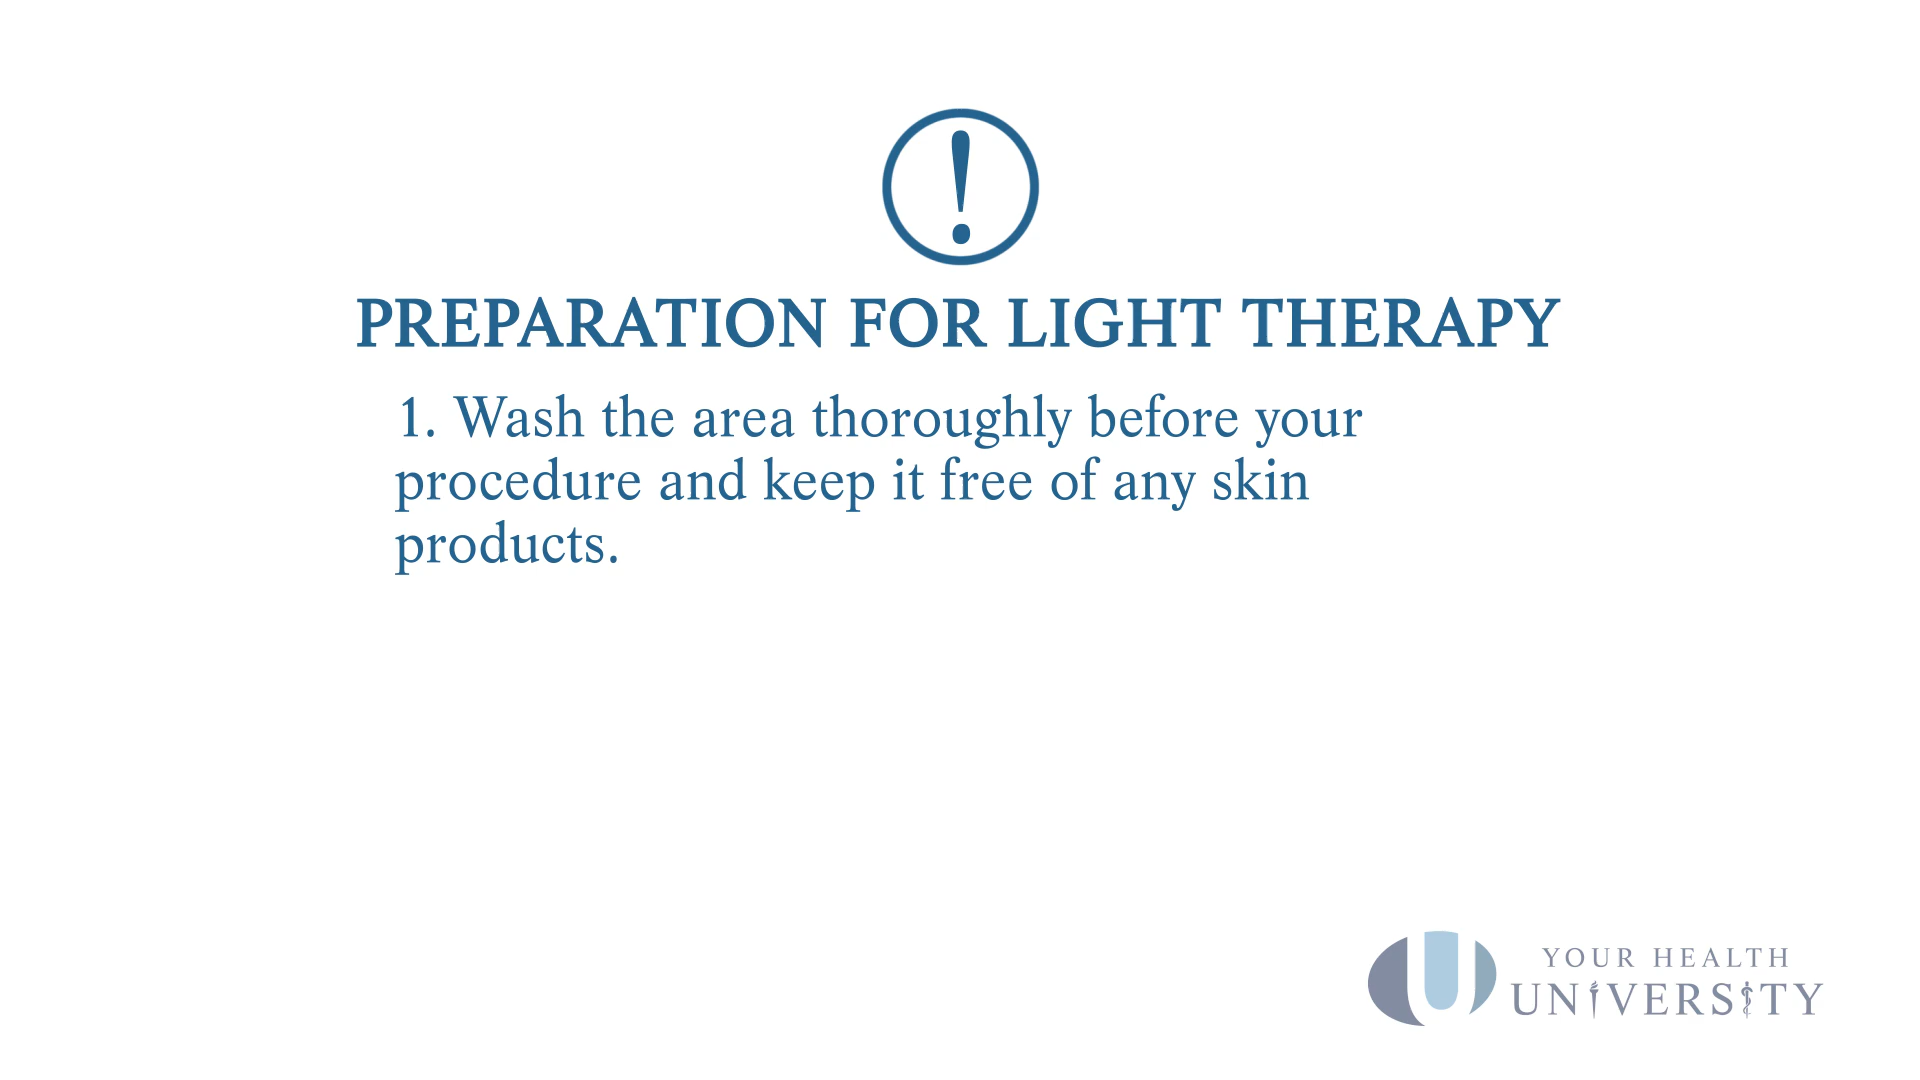 !
PREPARATION FOR LIGHT THERAPY
1. Wash the area thoroughly before your
procedure and keep it free of any skin
products.
YOUR HEALTH
UNIVERSITY